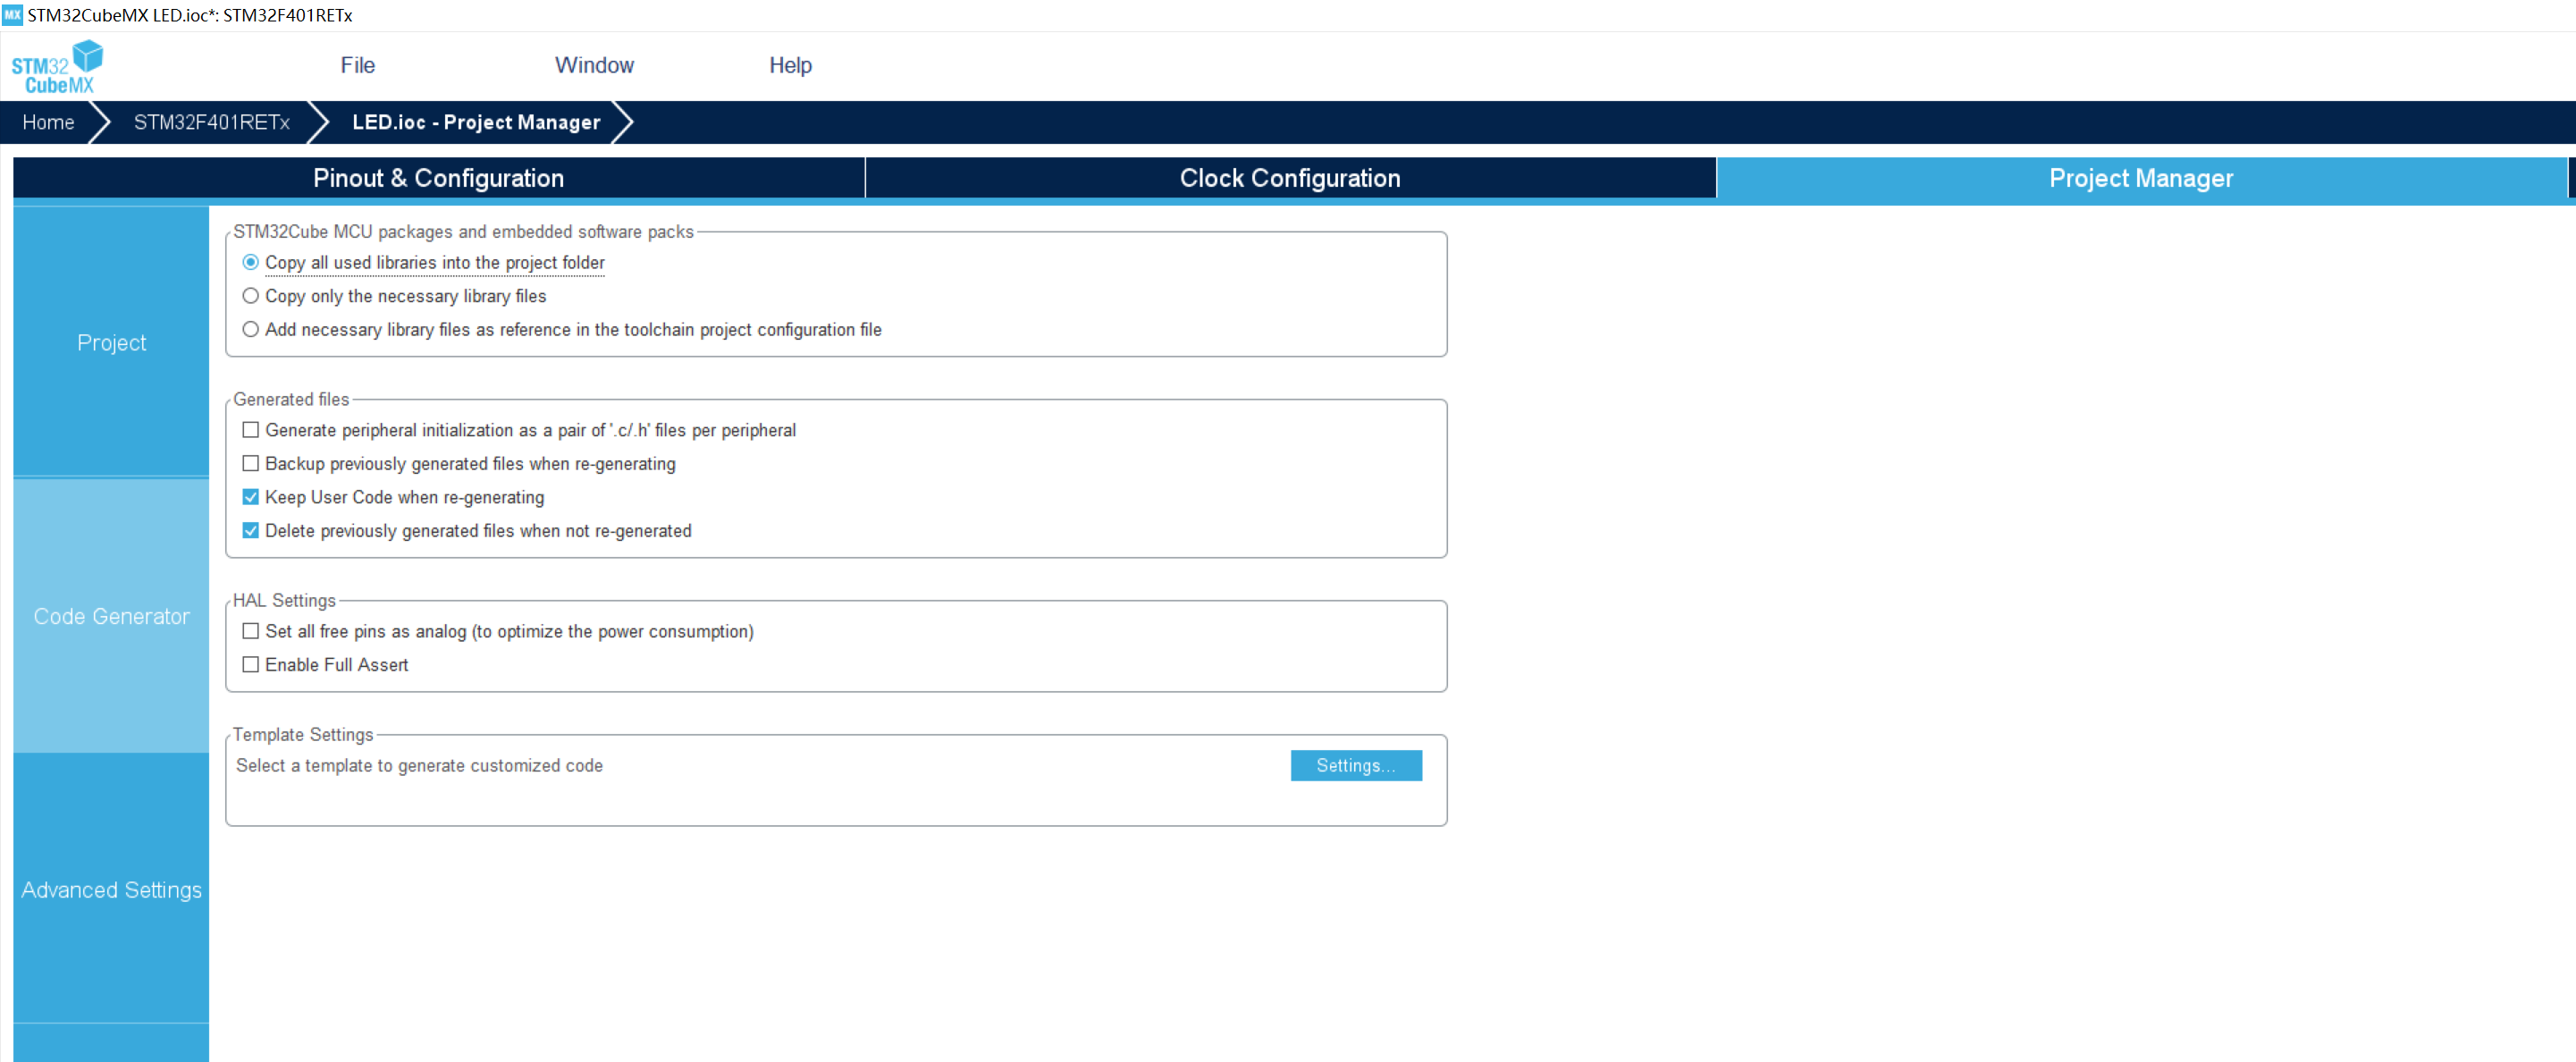 MX STM32CubeMX LED.ioc*: STM32F401RETx
STM32
CubeMX
File
Window
Help
Home
STM32F401RETx
LED.ioc - Project Manager
Pinout & Configuration
Clock Configuration
Project Manager
Project
Code Generator
Advanced Settings
STM32Cube MCU packages and embedded software packs
Copy all used libraries into the project folder
Copy only the necessary library files
Add necessary library files as reference in the toolchain project configuration file
Generated files
Generate peripheral initialization as a pair of '.c/.h' files per peripheral
Backup previously generated files when re-generating
Keep User Code when re-generating
Delete previously generated files when not re-generated
HAL Settings
Set all free pins as analog (to optimize the power consumption)
Enable Full Assert
Template Settings
Select a template to generate customized code
Settings...